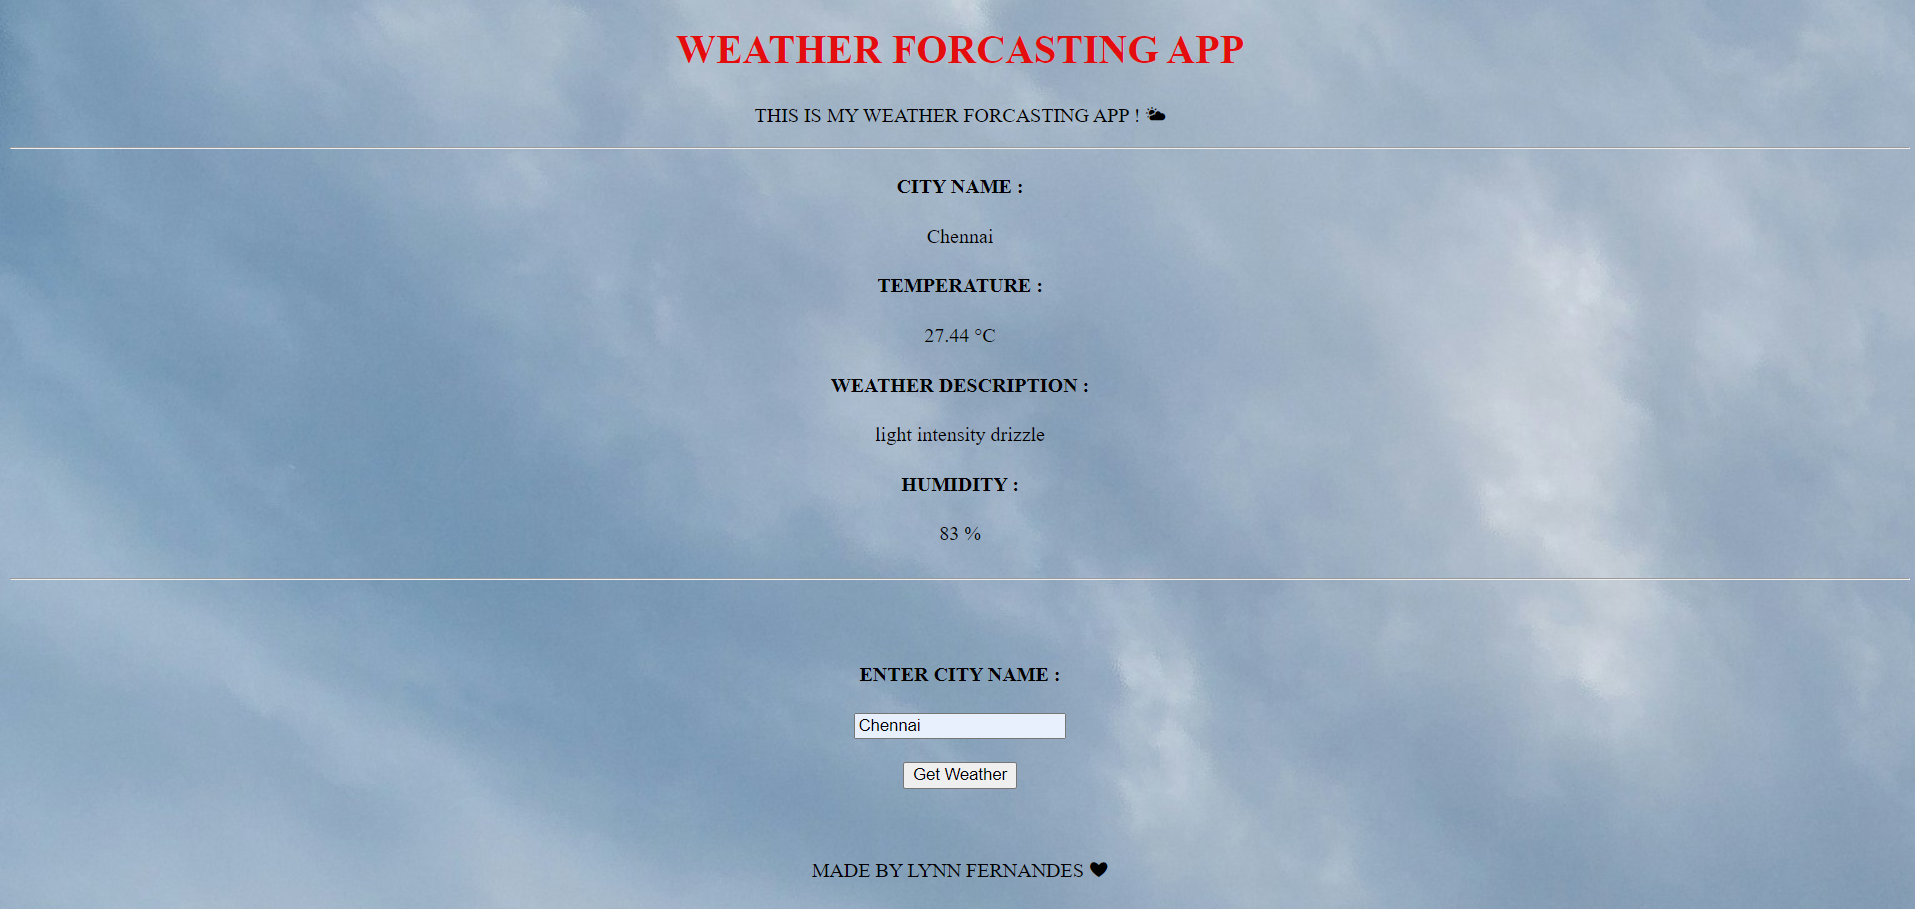 WEATHER FORCASTING APP
THIS IS MY WEATHER FORCASTING APP ! 🌥
CITY NAME :
Chennai
TEMPERATURE :
27.44 °C
WEATHER DESCRIPTION :
light intensity drizzle
HUMIDITY :
83 %
ENTER CITY NAME :
Chennai
Get Weather
MADE BY LYNN FERNANDES ♥